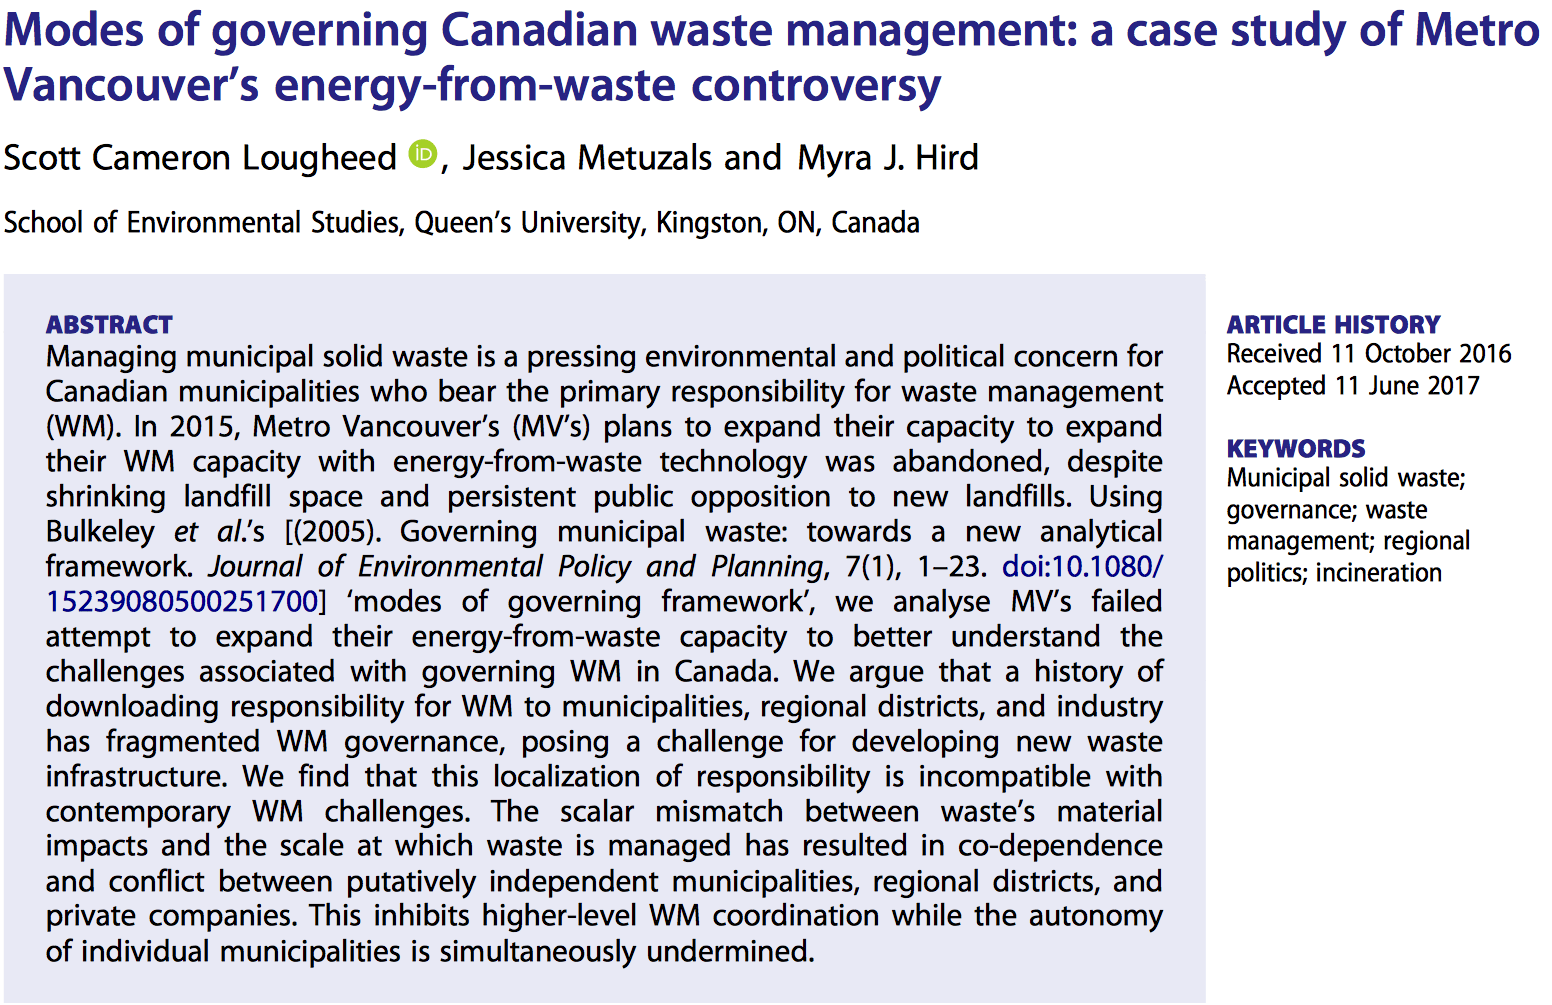 Modes of governing Canadian waste management: a case study of Metro
Vancouver’s energy-from-waste controversy
Scott Cameron Lougheed iD, Jessica Metuzals and Myra J. Hird
School of Environmental Studies, Queen’s University, Kingston, ON, Canada
ABSTRACT
Managing municipal solid waste is a pressing environmental and political concern for
Canadian municipalities who bear the primary responsibility for waste management
(WM). In 2015, Metro Vancouver’s (MV’s) plans to expand their capacity to expand
their WM capacity with energy-from-waste technology was abandoned, despite
shrinking landfill space and persistent public opposition to new landfills. Using
Bulkeley et al.’s [(2005). Governing municipal waste: towards a new analytical
framework. Journal of Environmental Policy and Planning, 7(1), 1–23. doi:10.1080/
15239080500251700] ‘modes of governing framework’, we analyse MV’s failed
attempt to expand their energy-from-waste capacity to better understand the
challenges associated with governing WM in Canada. We argue that a history of
downloading responsibility for WM to municipalities, regional districts, and industry
has fragmented WM governance, posing a challenge for developing new waste
infrastructure. We find that this localization of responsibility is incompatible with
contemporary WM challenges. The scalar mismatch between waste’s material
impacts and the scale at which waste is managed has resulted in co-dependence
and conflict between putatively independent municipalities, regional districts, and
private companies. This inhibits higher-level WM coordination while the autonomy
of individual municipalities is simultaneously undermined.
ARTICLE HISTORY
Received 11 October 2016
Accepted 11 June 2017
KEYWORDS
Municipal solid waste;
governance; waste
management; regional
politics; incineration